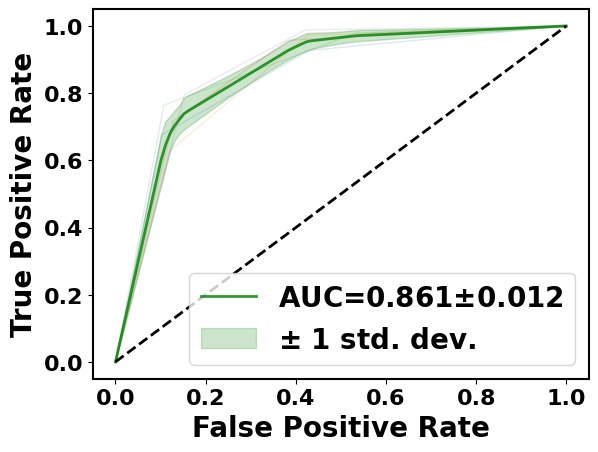 1.0
0.8
0.6
0.4
0.2
0.0
True Positive Rate
AUC=0.861±0.012
± 1 std. dev.
0.0 0.2 0.4 0.6 0.8 1.0
False Positive Rate